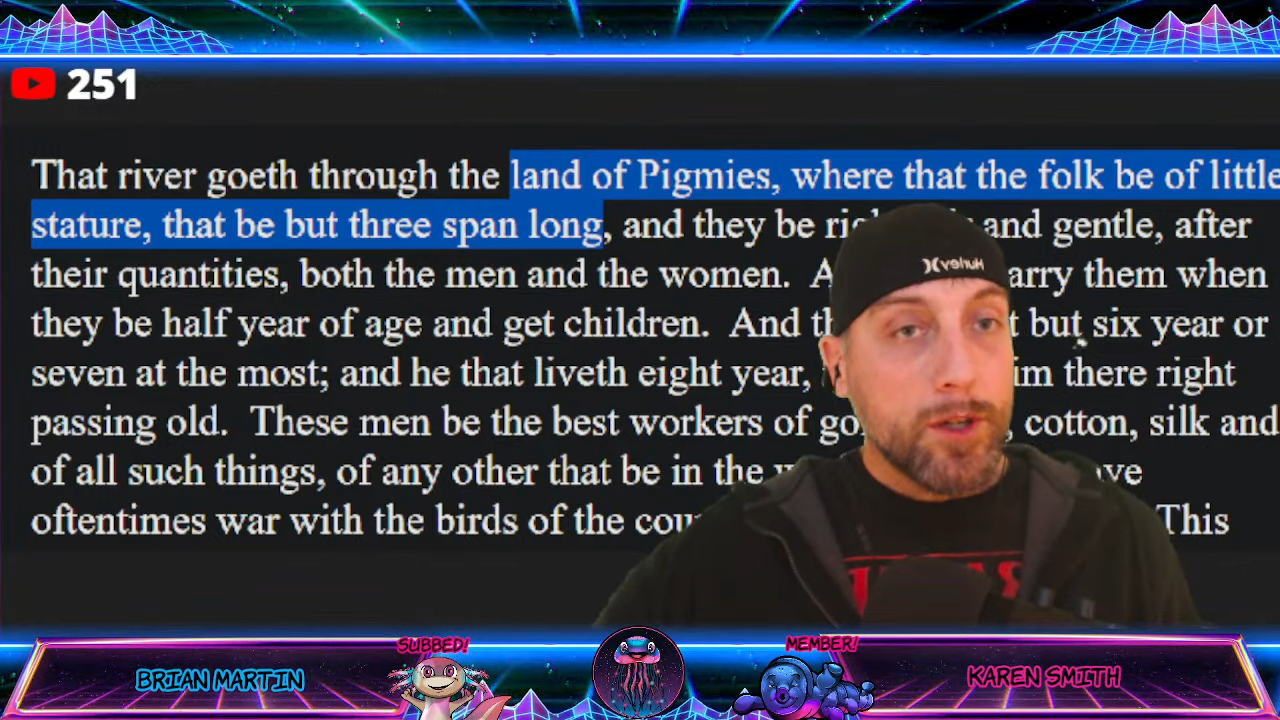 251
That river goeth through the land of Pigmies, where that the folk be of little
stature, that be but three span long, and they be and gentle, after
their quantities, both the men and the women. them when
they be half year of age and get children. And but six year or
seven at the most; and he that liveth eight year, there right
passing old. These men be the best workers of cotton, silk and
of all such things, of any other that be in the
oftentimes war with the birds of the This
Hurley
SUBBED!
MEMBER!
BRIAN MARTIN
KAREN SMITH